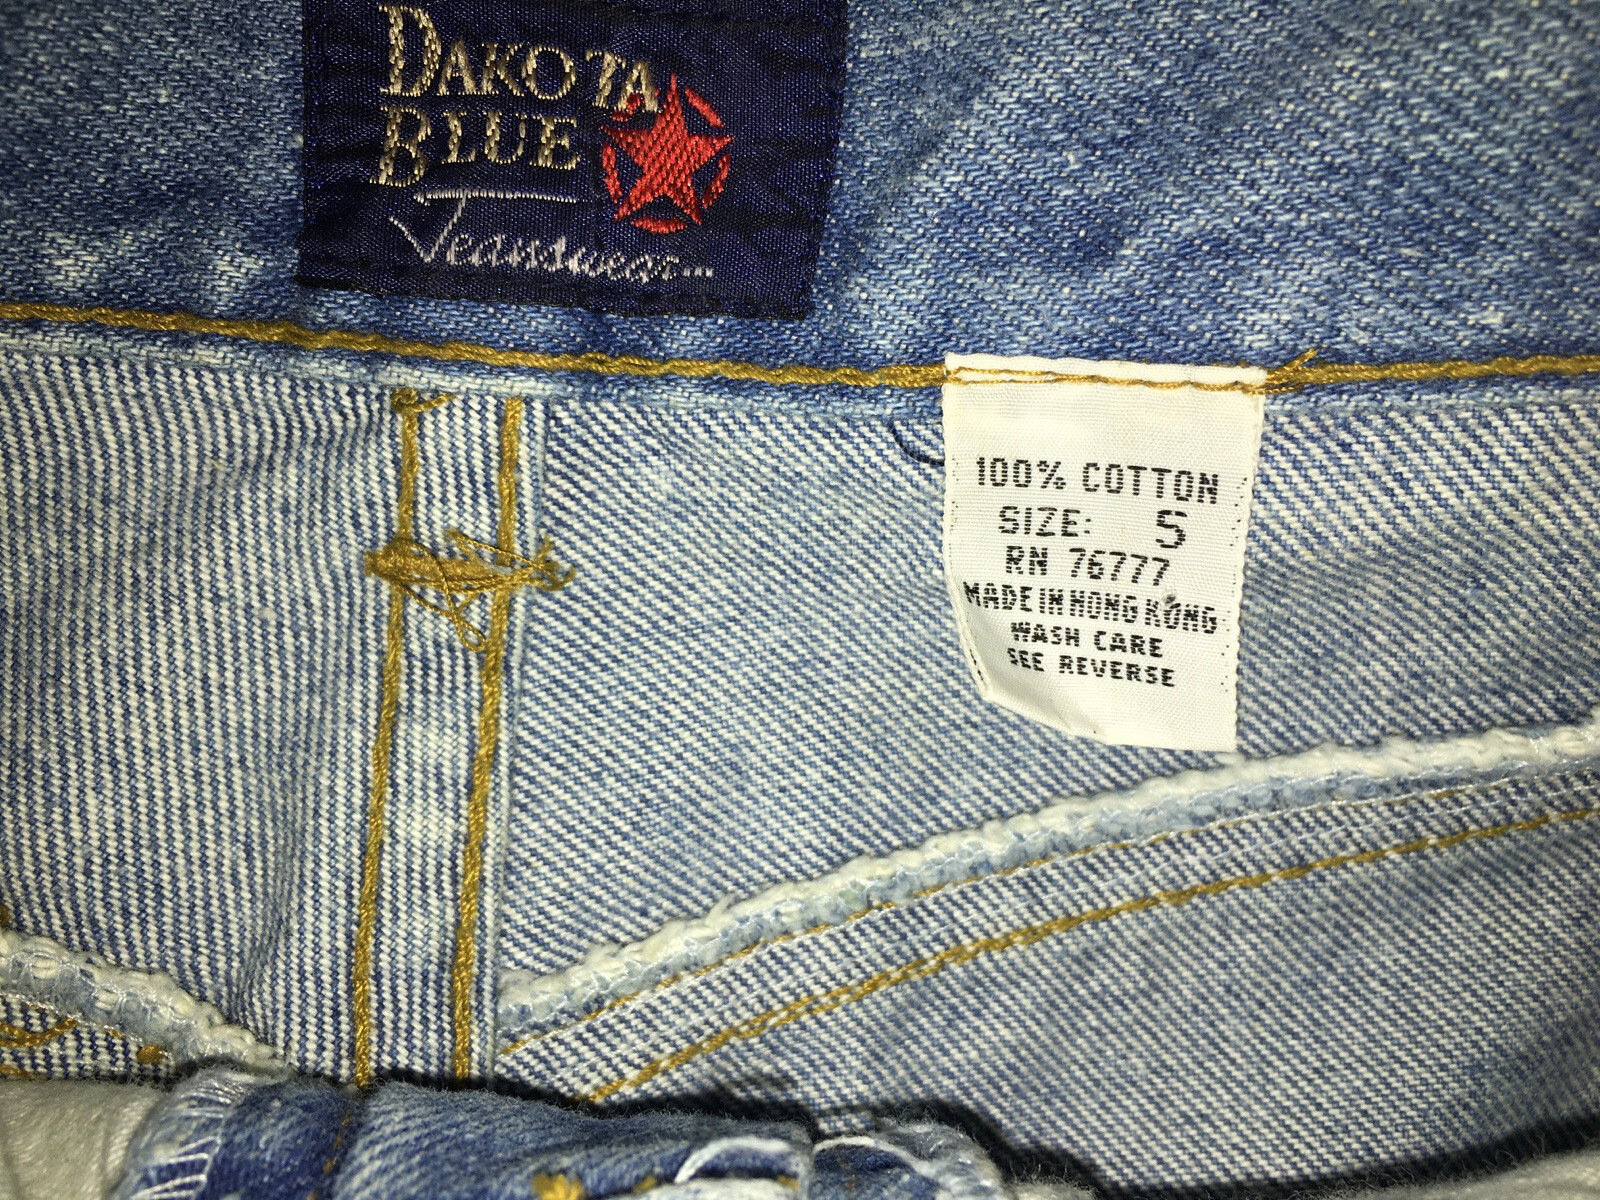 DAKOTA
BLUE
Jeanswear...
100% COTTON
SIZE: 5
RN 76777
MADE IN HONG KONG
WASH CARE
SEE REVERSE